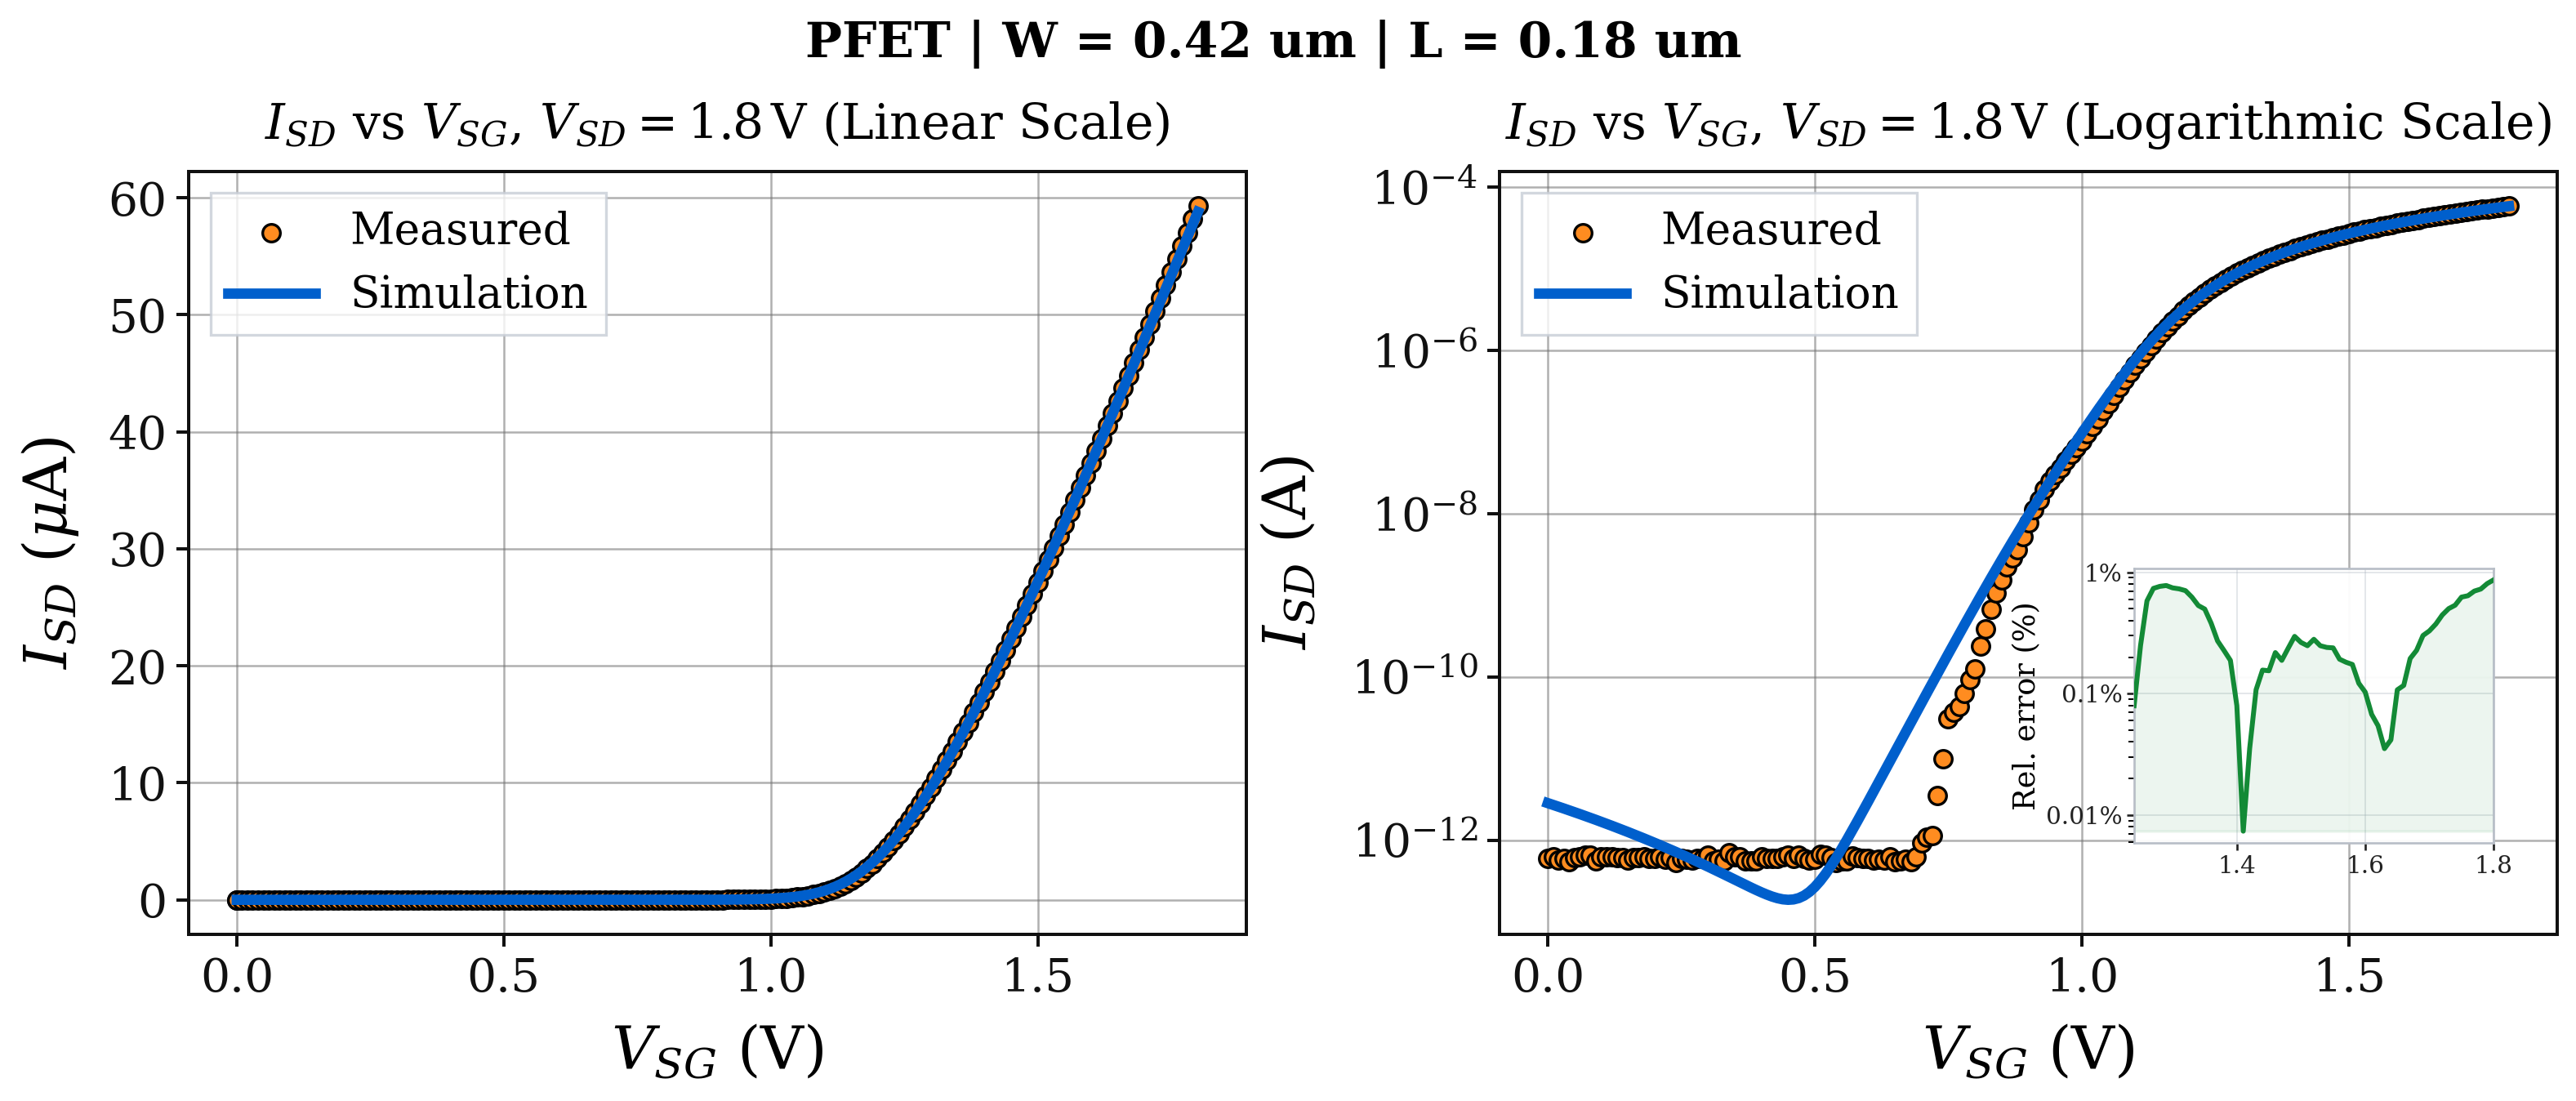 PFET | W = 0.42 um | L = 0.18 um
I_SD vs V_SG, V_SD = 1.8 V (Linear Scale)
Measured
Simulation
60
50
40
30
20
10
0
I_SD (μA)
0.0 0.5 1.0 1.5
V_SG (V)
I_SD vs V_SG, V_SD = 1.8 V (Logarithmic Scale)
Measured
Simulation
10⁻⁴
10⁻⁶
10⁻⁸
10⁻¹⁰
10⁻¹²
I_SD (A)
1%
0.1%
0.01%
Rel. error (%)
1.4 1.6 1.8
0.0 0.5 1.0 1.5
V_SG (V)